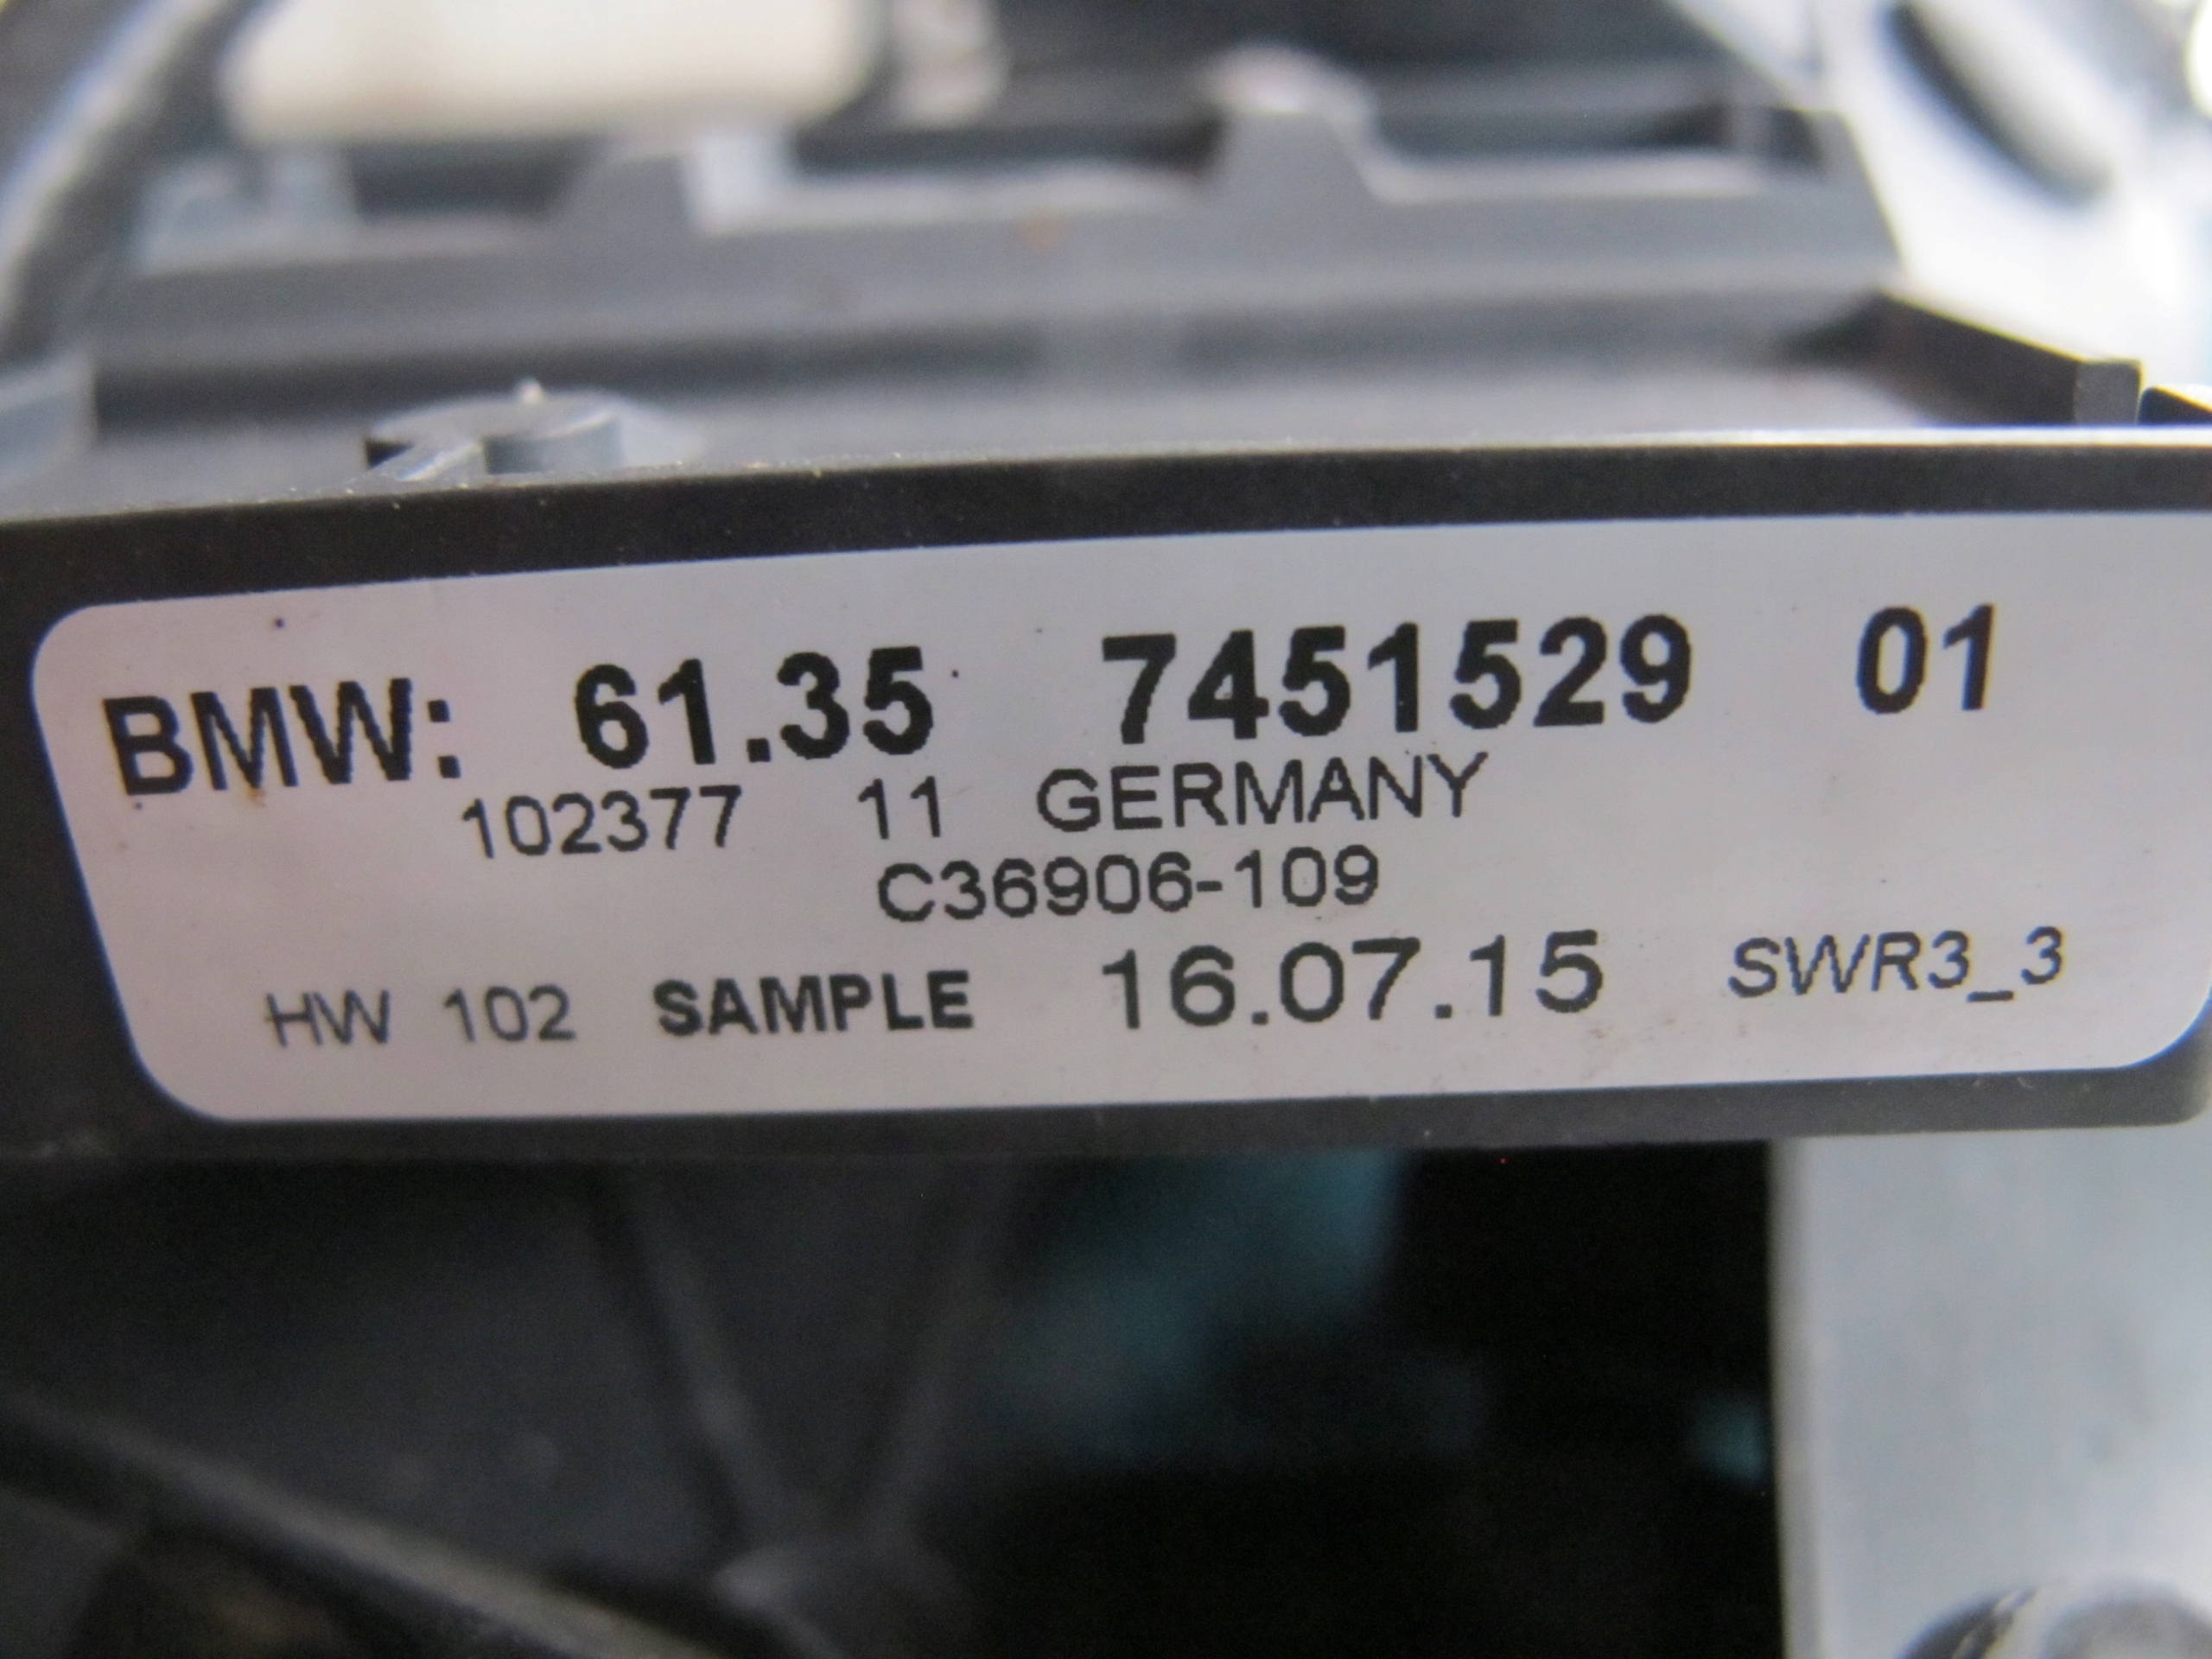 BMW: 61.35 7451529 01
102377 11 GERMANY
C36906-109
HW 102 SAMPLE 16.07.15 SWR3_3